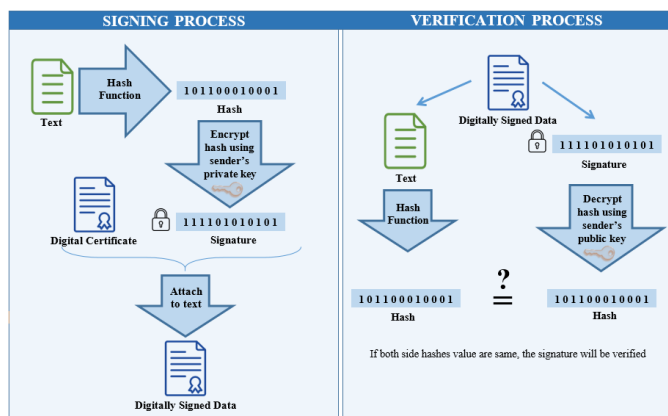 SIGNING PROCESS
Text
Hash
Function
101100010001
Hash
Encrypt
hash using
sender's
private key
Digital Certificate
111101010101
Signature
Attach
to text
Digitally Signed Data
VERIFICATION PROCESS
Digitally Signed Data
Text
111101010101
Signature
Hash
Function
Decrypt
hash using
sender's
public key
101100010001
Hash
?
=
101100010001
Hash
If both side hashes value are same, the signature will be verified